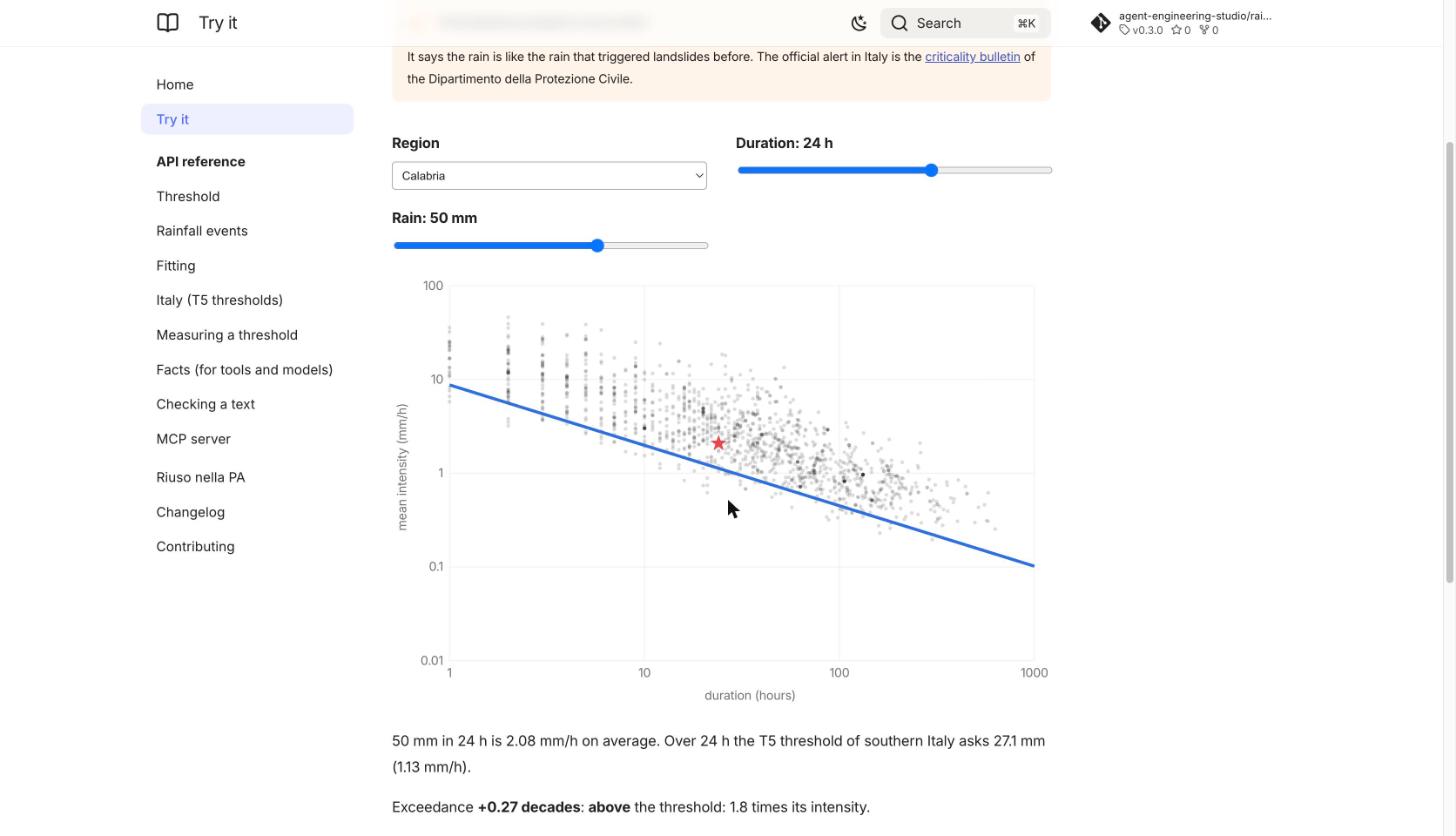 Try it
Search
⌘K
agent-engineering-studio/rai...
v0.3.0 0 0
It says the rain is like the rain that triggered landslides before. The official alert in Italy is the criticality bulletin of
the Dipartimento della Protezione Civile.
Home
Try it
API reference
Threshold
Rainfall events
Fitting
Italy (T5 thresholds)
Measuring a threshold
Facts (for tools and models)
Checking a text
MCP server
Riuso nella PA
Changelog
Contributing
Region
Calabria
Duration: 24 h
Rain: 50 mm
100
10
1
0.1
0.01
mean intensity (mm/h)
1
10
100
1000
duration (hours)
50 mm in 24 h is 2.08 mm/h on average. Over 24 h the T5 threshold of southern Italy asks 27.1 mm
(1.13 mm/h).
Exceedance +0.27 decades: above the threshold: 1.8 times its intensity.